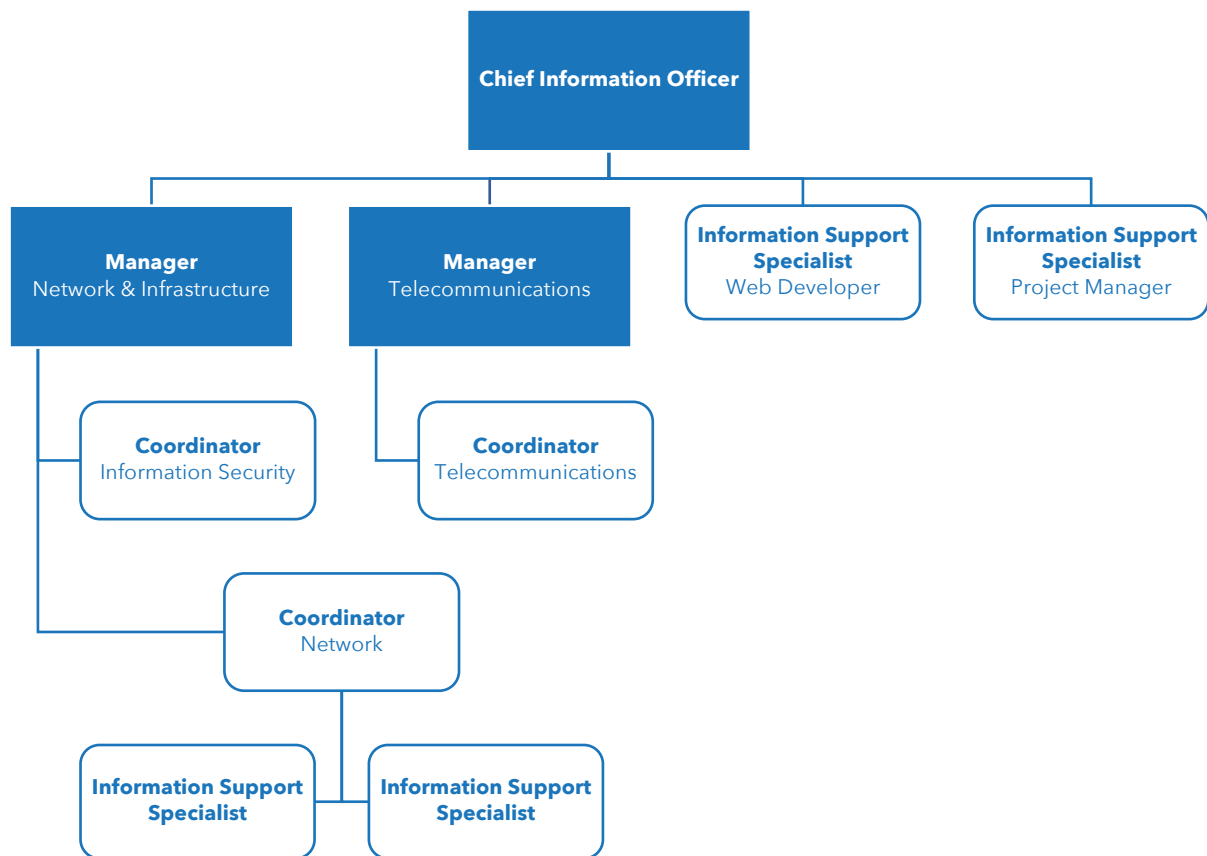 Chief Information Officer
Manager
Network & Infrastructure
Manager
Telecommunications
Information Support
Specialist
Web Developer
Information Support
Specialist
Project Manager
Coordinator
Information Security
Coordinator
Telecommunications
Coordinator
Network
Information Support
Specialist
Information Support
Specialist